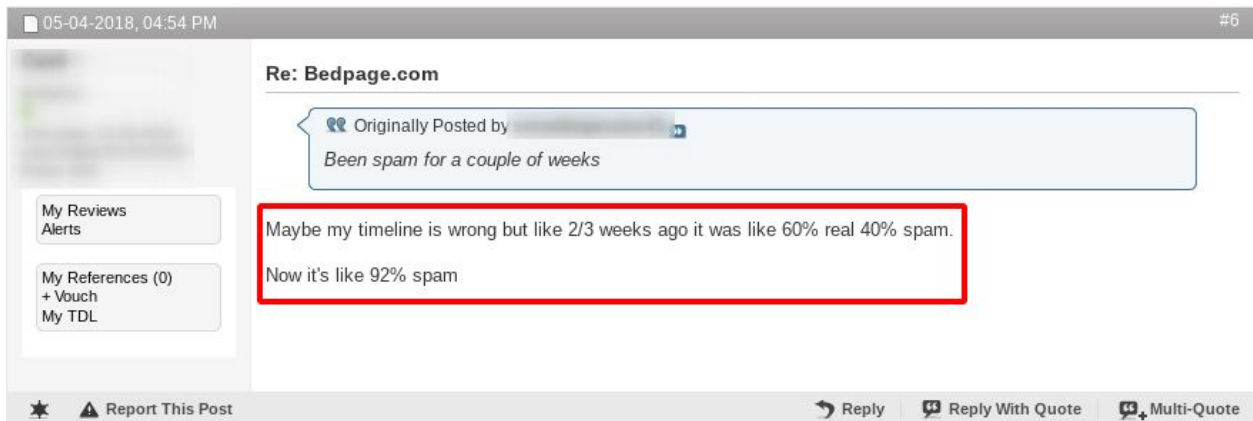 05-04-2018, 04:54 PM
#6
Re: Bedpage.com
Originally Posted by
Been spam for a couple of weeks
My Reviews
Alerts
My References (0)
+ Vouch
My TDL
Maybe my timeline is wrong but like 2/3 weeks ago it was like 60% real 40% spam.
Now it's like 92% spam
Report This Post
Reply
Reply With Quote
Multi-Quote